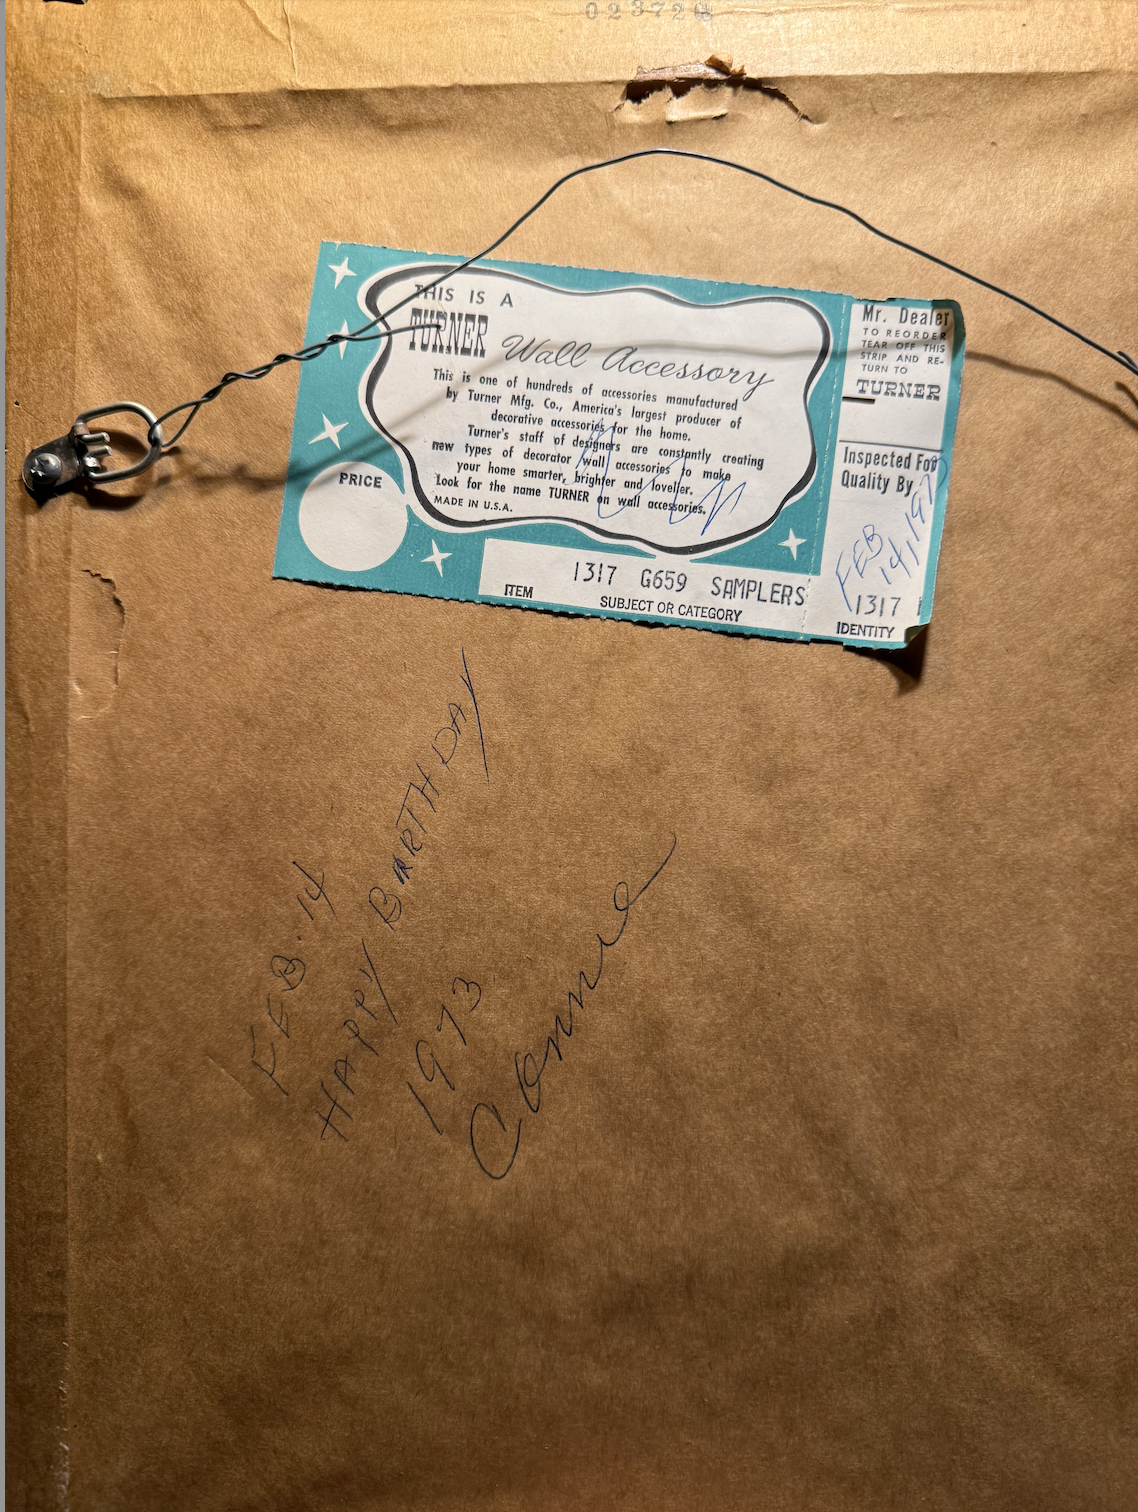 THIS IS A
TURNER Wall Accessory
This is one of hundreds of accessories manufactured
by Turner Mfg. Co., America's largest producer of
decorative accessories for the home.
Turner's staff of designers are constantly creating
new types of decorator wall accessories to make
your home smarter, brighter and lovelier.
Look for the name TURNER on wall accessories.
MADE IN U.S.A.
PRICE
1317 G659 SAMPLERS
ITEM SUBJECT OR CATEGORY
Mr. Dealer
TO REORDER
TEAR OFF THIS
STRIP AND RE-
TURN TO
TURNER
Inspected For
Quality By
FEB
14, 1973
1317
IDENTITY
FEB. 14
HAPPY BARTHDAY
1973
Connie